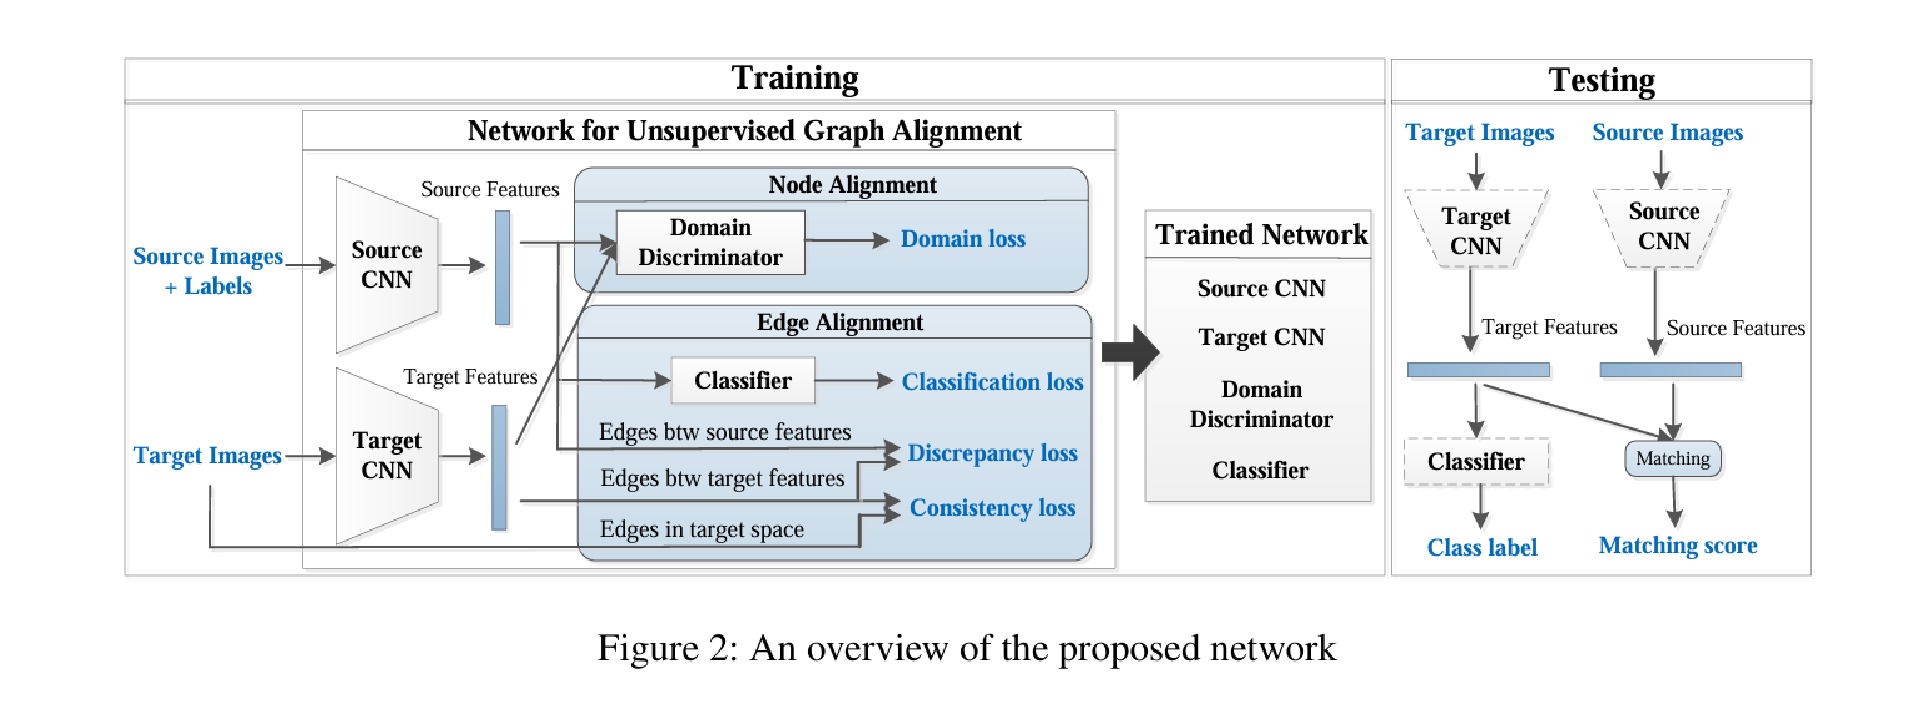 Training
Network for Unsupervised Graph Alignment
Source Images
+ Labels
Source
CNN
Source Features
Node Alignment
Domain
Discriminator
Domain loss
Target Images
Target
CNN
Target Features
Edge Alignment
Classifier
Classification loss
Edges btw source features
Discrepancy loss
Edges btw target features
Consistency loss
Edges in target space
Trained Network
Source CNN
Target CNN
Domain
Discriminator
Classifier
Testing
Target Images
Source Images
Target
CNN
Source
CNN
Target Features
Source Features
Classifier
Matching
Class label
Matching score
Figure 2: An overview of the proposed network